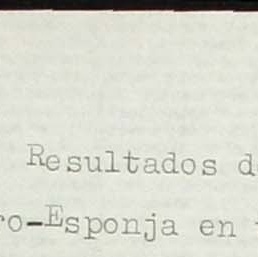 Resultados d
ro-Esponja en